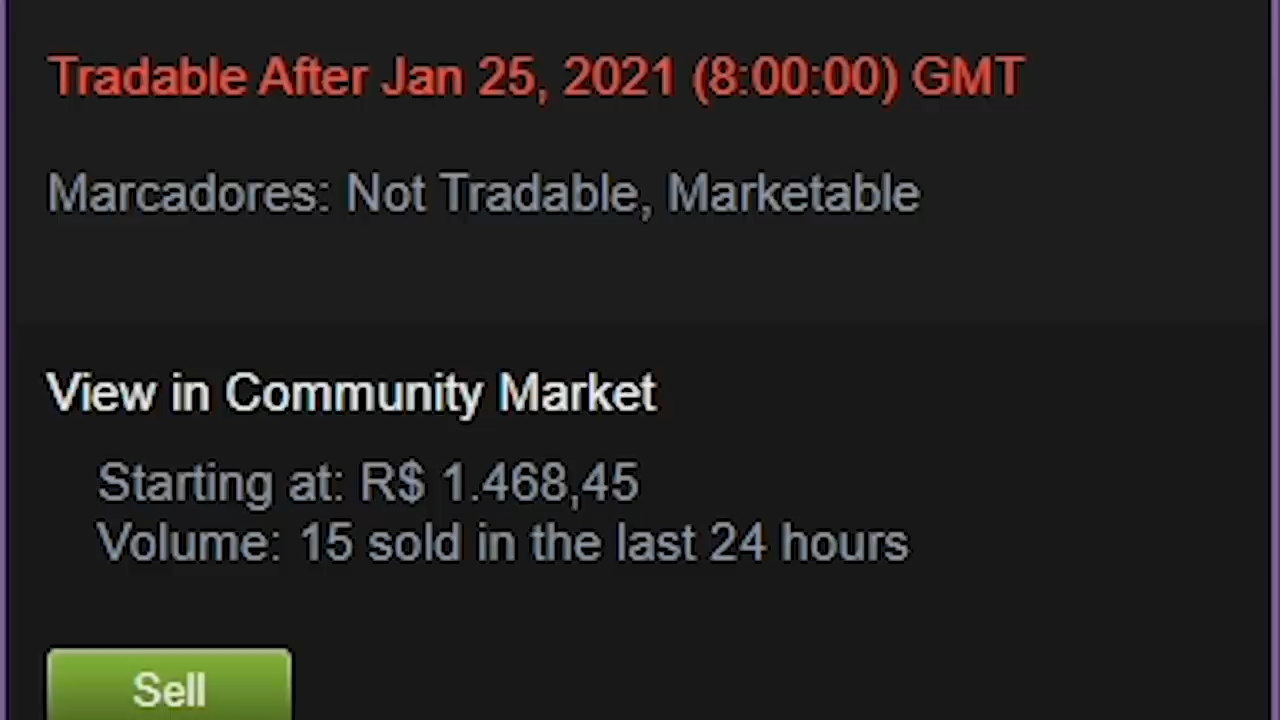 Tradable After Jan 25, 2021 (8:00:00) GMT
Marcadores: Not Tradable, Marketable
View in Community Market
Starting at: R$ 1.468,45
Volume: 15 sold in the last 24 hours
Sell